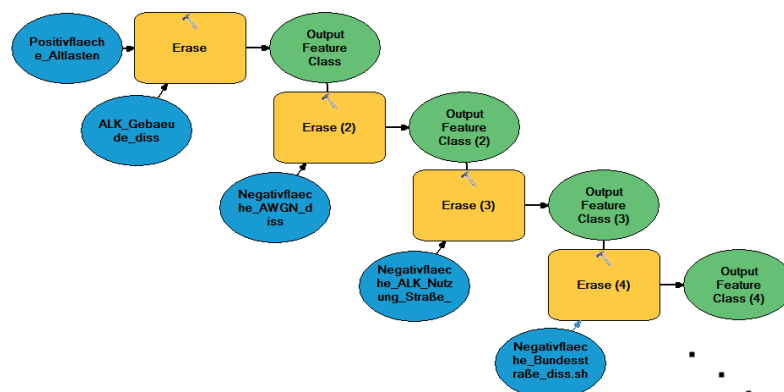 Positivflaech
e_Altlasten
Erase
Output
Feature
Class
ALK_Gebaeu
de_diss
Erase (2)
Output
Feature
Class (2)
Negativflaec
he_AWGN_d
iss
Erase (3)
Output
Feature
Class (3)
Negativflaec
he_ALK_Nutz
ung_Straße_
Erase (4)
Output
Feature
Class (4)
Negativflaec
he_Bundesst
raße_diss.sh